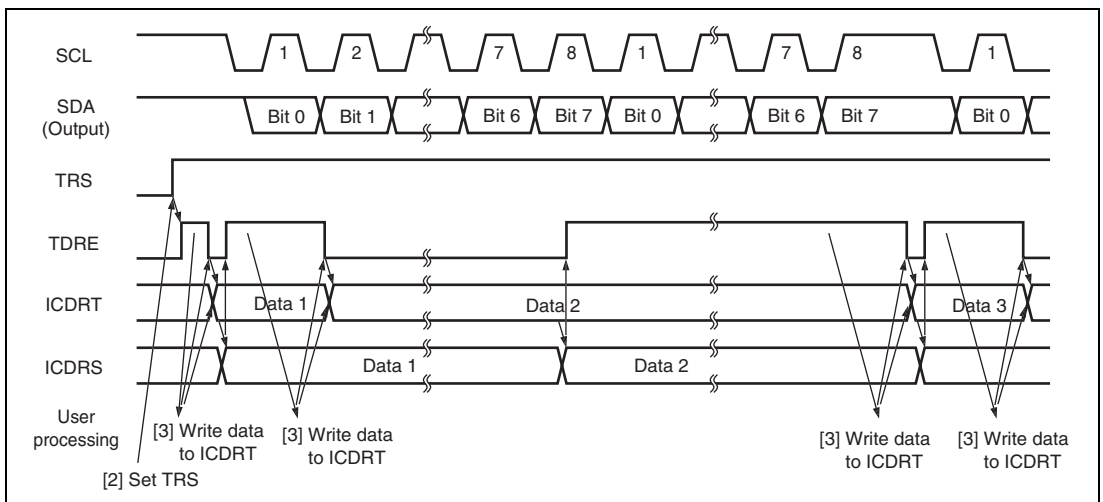 SCL
1
2
7
8
1
7
8
1
SDA
(Output)
Bit 0
Bit 1
Bit 6
Bit 7
Bit 0
Bit 6
Bit 7
Bit 0
TRS
TDRE
ICDRT
Data 1
Data 2
Data 3
ICDRS
Data 1
Data 2
User
processing
[3] Write data
to ICDRT
[3] Write data
to ICDRT
[3] Write data
to ICDRT
[3] Write data
to ICDRT
[2] Set TRS